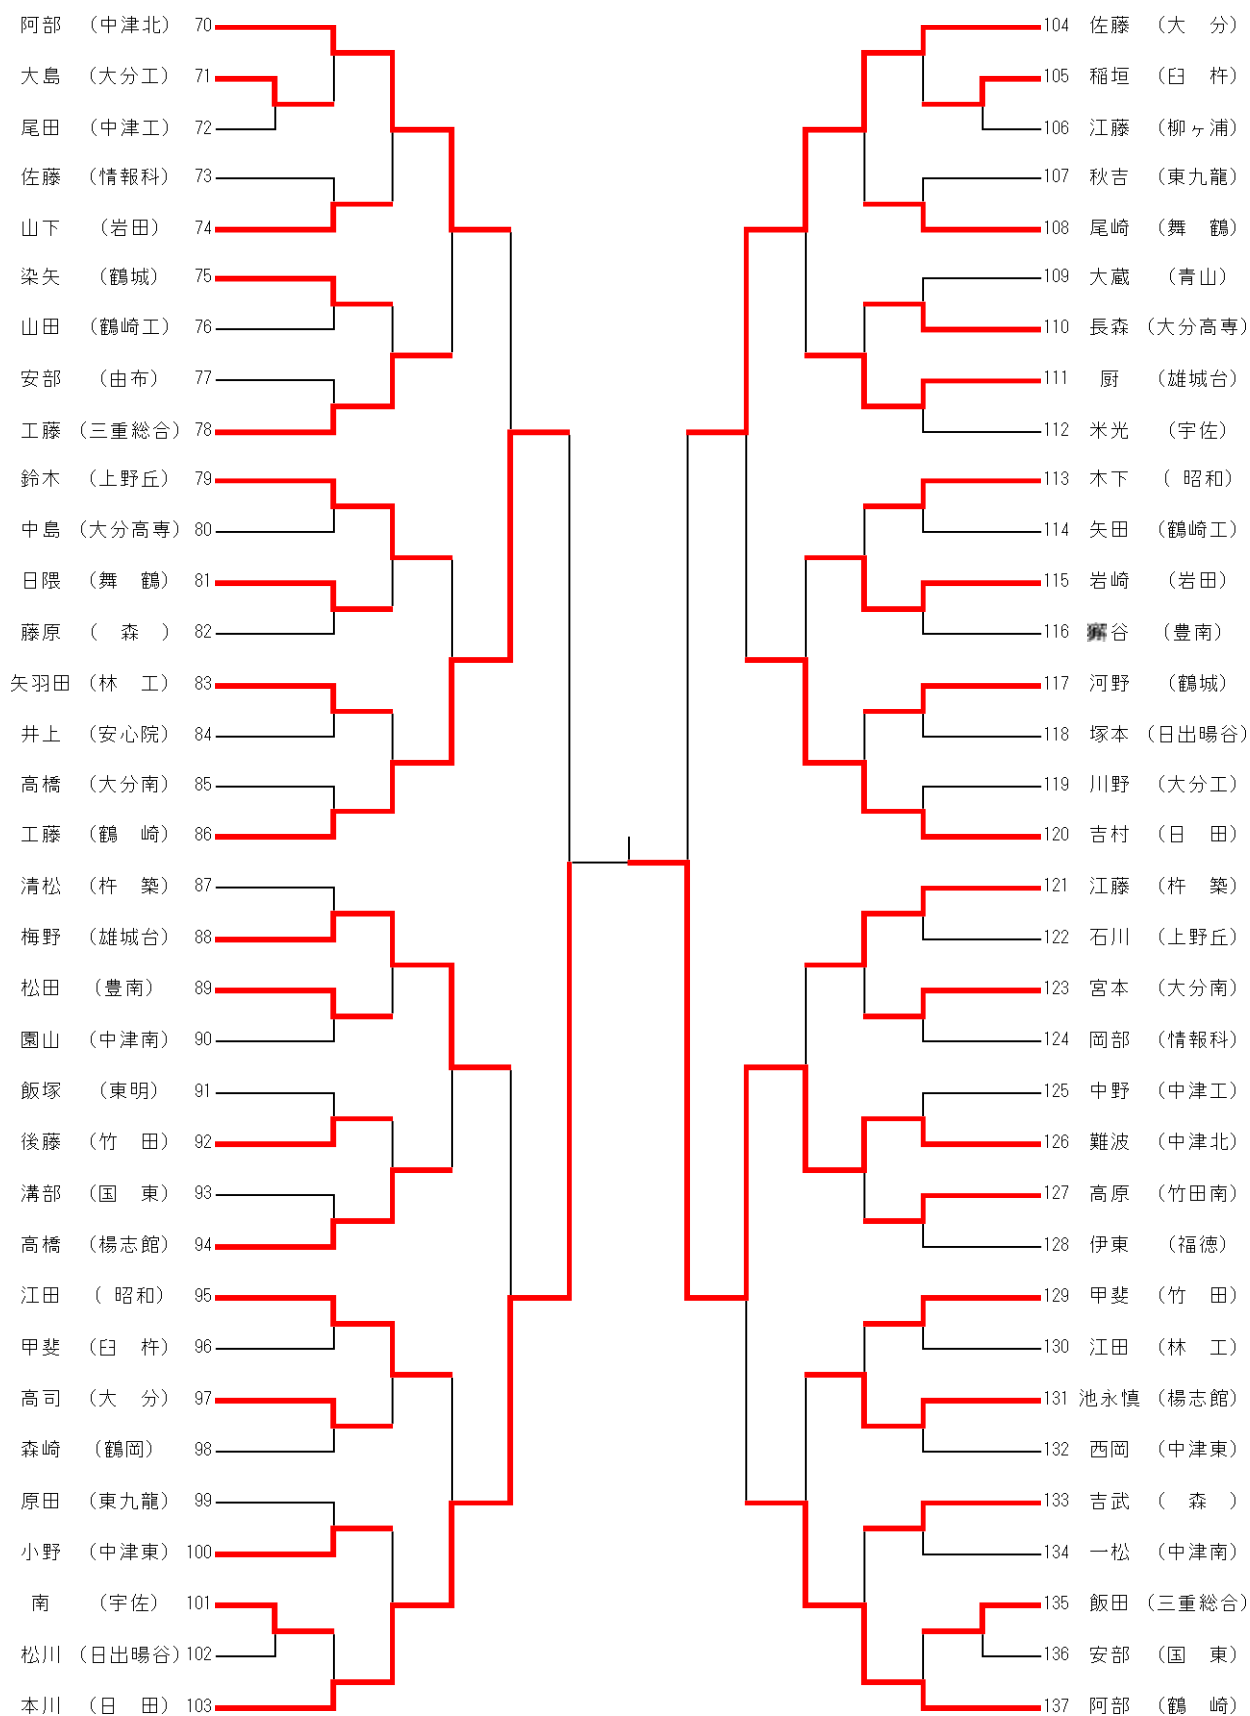 阿部 (中津北) 70
大島 (大分工) 71
尾田 (中津工) 72
佐藤 (情報科) 73
山下 (岩田) 74
染矢 (鶴城) 75
山田 (鶴崎工) 76
安部 (由布) 77
工藤 (三重総合) 78
鈴木 (上野丘) 79
中島 (大分高専) 80
日隈 (舞 鶴) 81
藤原 ( 森 ) 82
矢羽田 (林 工) 83
井上 (安心院) 84
高橋 (大分南) 85
工藤 (鶴 崎) 86
清松 (杵 築) 87
梅野 (雄城台) 88
松田 (豊南) 89
園山 (中津南) 90
飯塚 (東明) 91
後藤 (竹 田) 92
溝部 (国 東) 93
高橋 (楊志館) 94
江田 ( 昭和) 95
甲斐 (臼 杵) 96
高司 (大 分) 97
森崎 (鶴岡) 98
原田 (東九龍) 99
小野 (中津東) 100
南 (宇佐) 101
松川 (日出暘谷) 102
本川 (日 田) 103
104 佐藤 (大 分)
105 稲垣 (臼 杵)
106 江藤 (柳ヶ浦)
107 秋吉 (東九龍)
108 尾崎 (舞 鶴)
109 大蔵 (青山)
110 長森 (大分高専)
111 厨 (雄城台)
112 米光 (宇佐)
113 木下 ( 昭和)
114 矢田 (鶴崎工)
115 岩崎 (岩田)
116 谷 (豊南)
117 河野 (鶴城)
118 塚本 (日出暘谷)
119 川野 (大分工)
120 吉村 (日 田)
121 江藤 (杵 築)
122 石川 (上野丘)
123 宮本 (大分南)
124 岡部 (情報科)
125 中野 (中津工)
126 難波 (中津北)
127 高原 (竹田南)
128 伊東 (福徳)
129 甲斐 (竹 田)
130 江田 (林 工)
131 池永慎 (楊志館)
132 西岡 (中津東)
133 吉武 ( 森 )
134 一松 (中津南)
135 飯田 (三重総合)
136 安部 (国 東)
137 阿部 (鶴 崎)